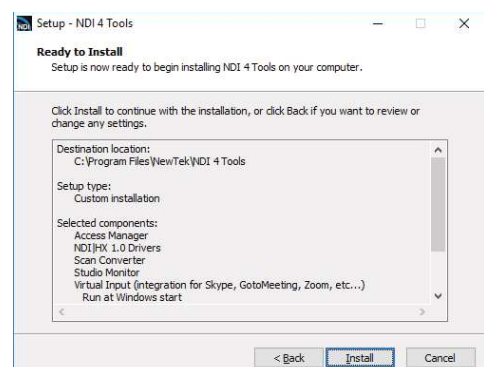 NDI
Setup - NDI 4 Tools
Ready to Install
Setup is now ready to begin installing NDI 4 Tools on your computer.
Click Install to continue with the installation, or click Back if you want to review or
change any settings.
Destination location:
C:\Program Files\NewTek\NDI 4 Tools
Setup type:
Custom installation
Selected components:
Access Manager
NDI|HX 1.0 Drivers
Scan Converter
Studio Monitor
Virtual Input (integration for Skype, GotoMeeting, Zoom, etc...)
Run at Windows start
< Back
Install
Cancel